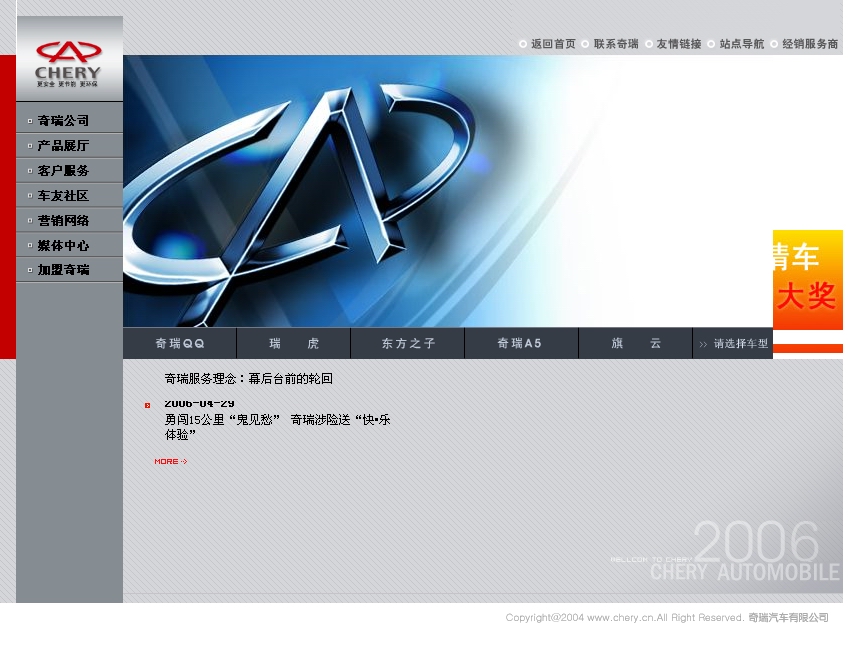 返回首页 联系奇瑞 友情链接 站点导航 经销服务商
CHERY
更安全 更节能 更环保
奇瑞公司
产品展厅
客户服务
车友社区
营销网络
媒体中心
加盟奇瑞
请车
大奖
奇瑞QQ 瑞 虎 东方之子 奇瑞A5 旗 云 >> 请选择车型
奇瑞服务理念：幕后台前的轮回
2006-04-29
勇闯15公里“鬼见愁” 奇瑞涉险送“快•乐
体验”
MORE
2006
WELLCOM TO CHERY
CHERY AUTOMOBILE
Copyright@2004 www.chery.cn.All Right Reserved. 奇瑞汽车有限公司